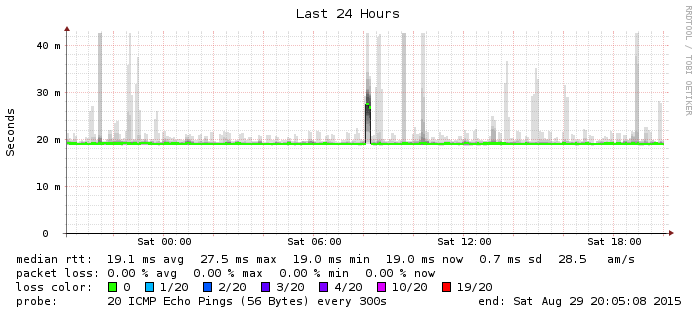 Last 24 Hours
RRDTOOL / TOBI OETIKER
Seconds
40 m
30 m
20 m
10 m
0
Sat 00:00 Sat 06:00 Sat 12:00 Sat 18:00
median rtt: 19.1 ms avg 27.5 ms max 19.0 ms min 19.0 ms now 0.7 ms sd 28.5 am/s
packet loss: 0.00 % avg 0.00 % max 0.00 % min 0.00 % now
loss color: 0 1/20 2/20 3/20 4/20 10/20 19/20
probe: 20 ICMP Echo Pings (56 Bytes) every 300s end: Sat Aug 29 20:05:08 2015